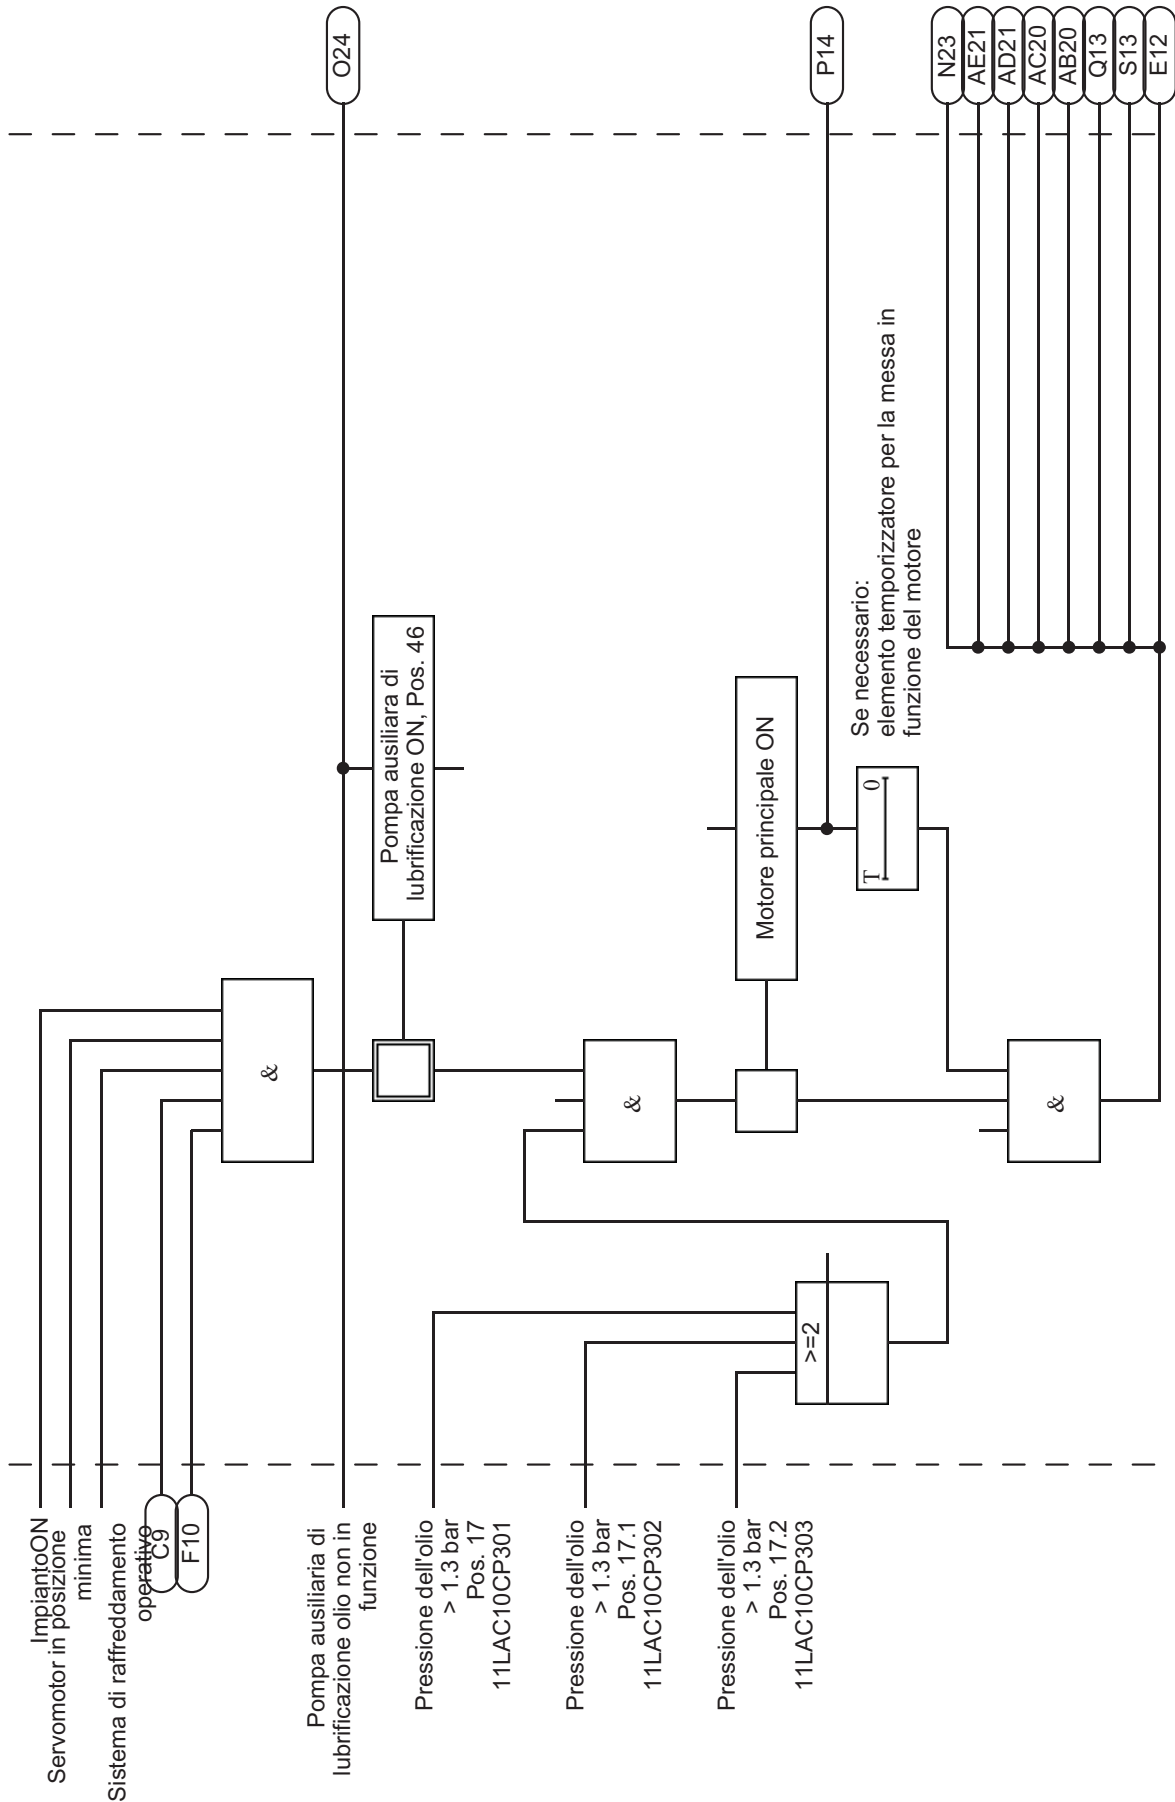 ImpiantoON
Servomotor in posizione
minima
Sistema di raffreddamento
operativo
C9
F10
Pompa ausiliaria di
lubrificazione olio non in
funzione
Pressione dell'olio
> 1.3 bar
Pos. 17
11LAC10CP301
Pressione dell'olio
> 1.3 bar
Pos. 17.1
11LAC10CP302
Pressione dell'olio
> 1.3 bar
Pos. 17.2
11LAC10CP303
>=2
&
&
&
Pompa ausiliara di
lubrificazione ON, Pos. 46
Motore principale ON
T 0
Se necessario:
elemento temporizzatore per la messa in
funzione del motore
O24
P14
N23
AE21
AD21
AC20
AB20
Q13
S13
E12